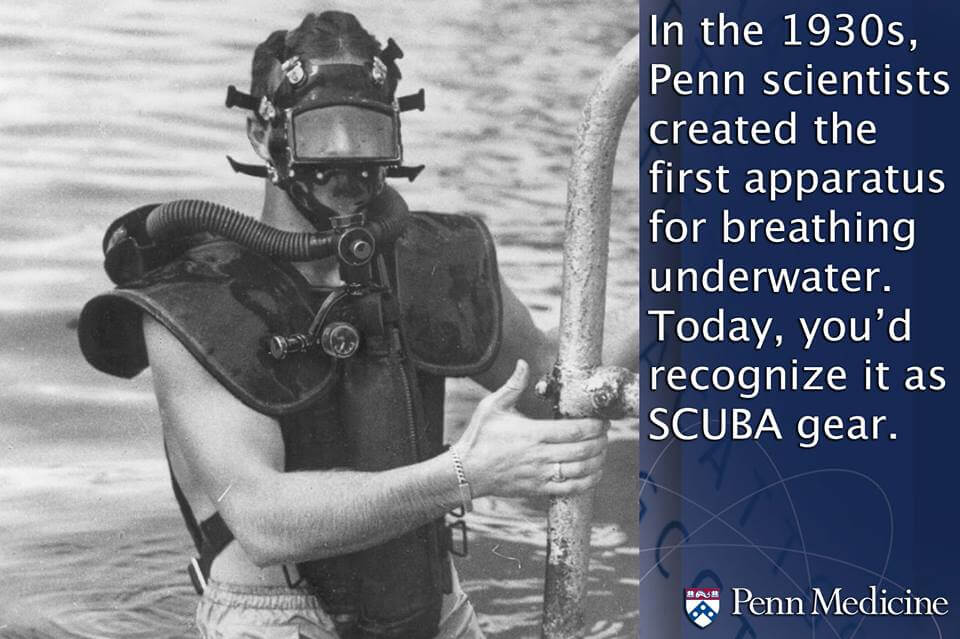 In the 1930s,
Penn scientists
created the
first apparatus
for breathing
underwater.
Today, you’d
recognize it as
SCUBA gear.
Penn Medicine